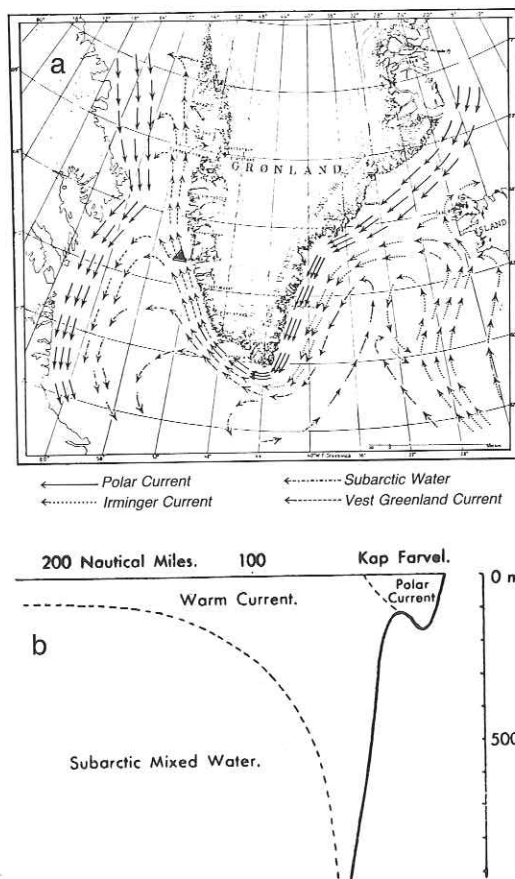 a
GRØNLAND
Polar Current
Subarctic Water
Irminger Current
Vest Greenland Current
200 Nautical Miles.
100
Kap Farvel.
0 m
Warm Current.
Polar
Current
b
500
Subarctic Mixed Water.